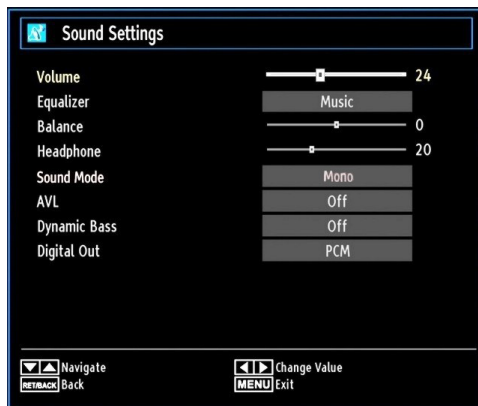 Sound Settings
Volume 24
Equalizer Music
Balance 0
Headphone 20
Sound Mode Mono
AVL Off
Dynamic Bass Off
Digital Out PCM
Navigate Change Value
RET/BACK Back MENU Exit